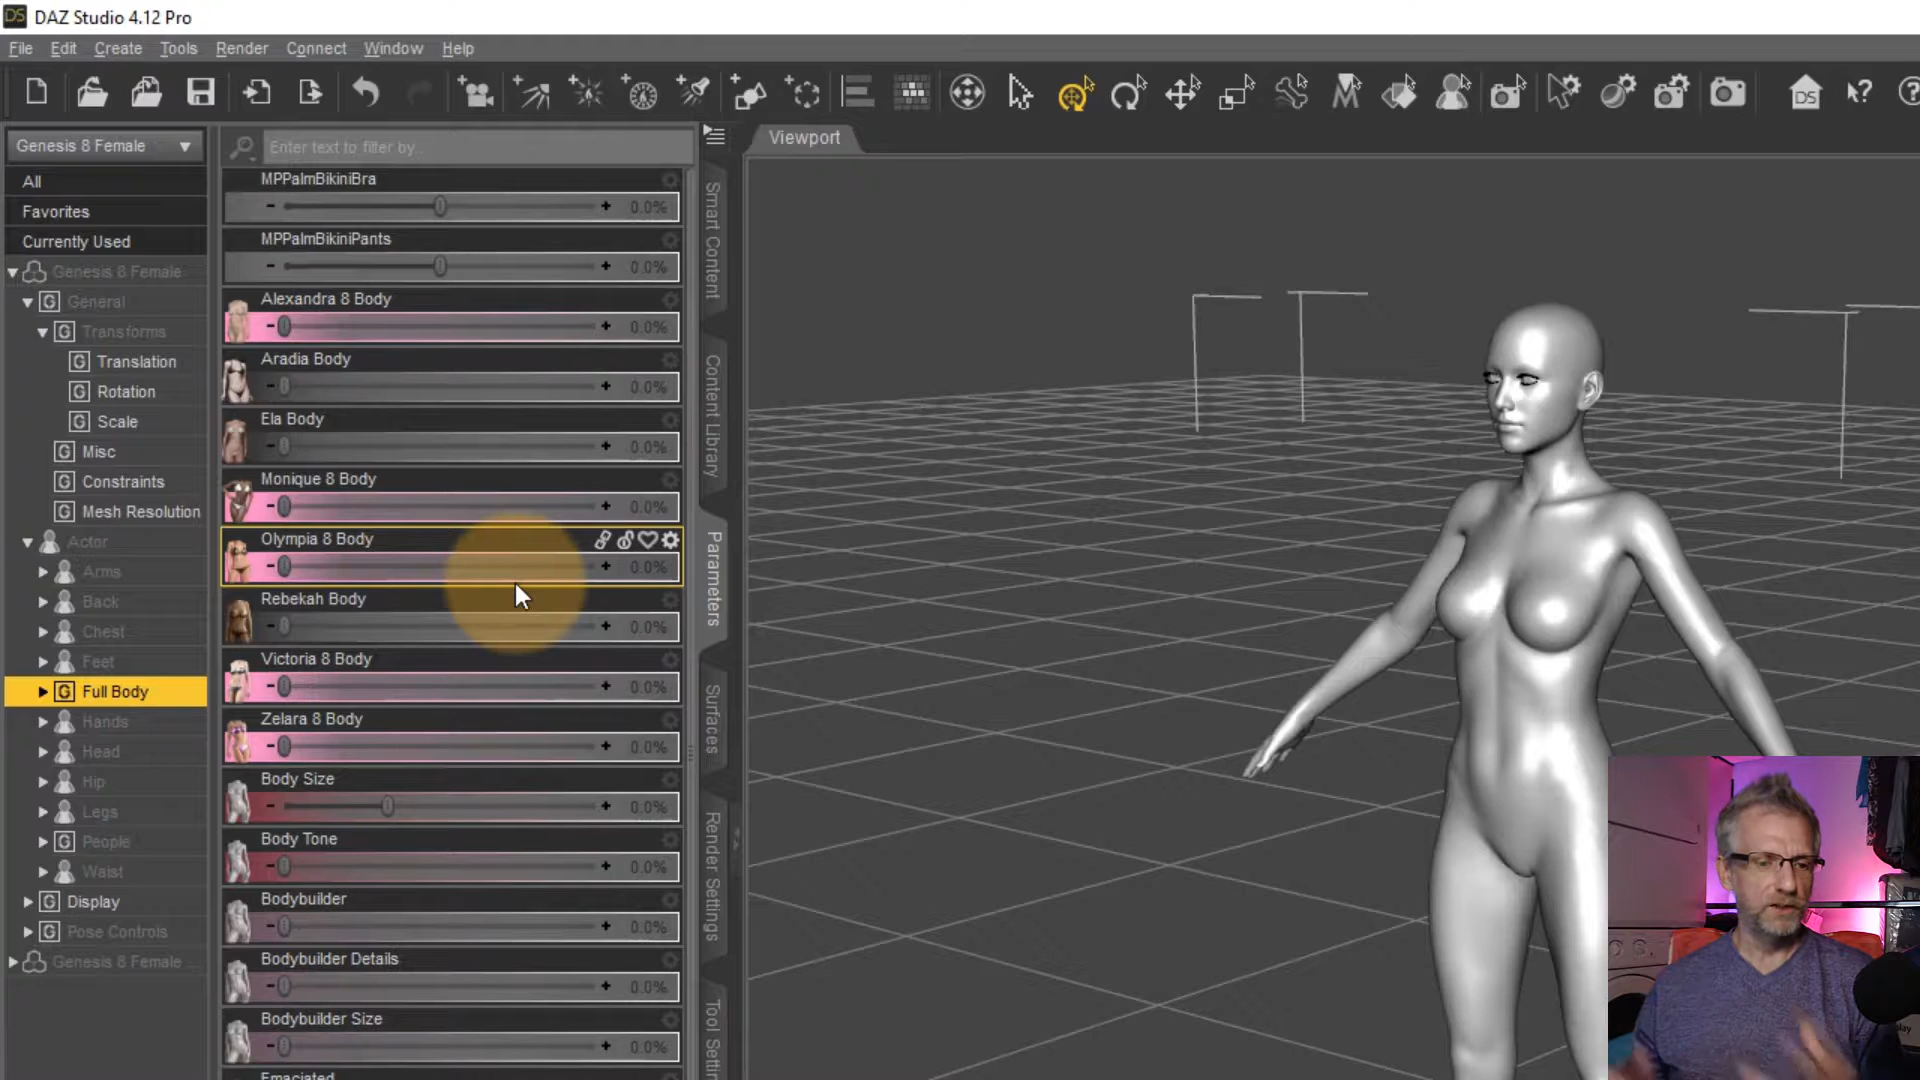 DS DAZ Studio 4.12 Pro
File Edit Create Tools Render Connect Window Help
DS
Genesis 8 Female
All
Favorites
Currently Used
Genesis 8 Female
G General
G Transforms
G Translation
G Rotation
G Scale
G Misc
G Constraints
G Mesh Resolution
Actor
Arms
Back
Chest
Feet
G Full Body
Hands
Head
Hip
Legs
G People
Waist
G Display
G Pose Controls
Genesis 8 Female ...
Enter text to filter by...
MPPalmBikiniBra
- + 0.0%
MPPalmBikiniPants
- + 0.0%
Alexandra 8 Body
- + 0.0%
Aradia Body
- + 0.0%
Ela Body
- + 0.0%
Monique 8 Body
- + 0.0%
Olympia 8 Body
- + 0.0%
Rebekah Body
- + 0.0%
Victoria 8 Body
- + 0.0%
Zelara 8 Body
- + 0.0%
Body Size
- + 0.0%
Body Tone
- + 0.0%
Bodybuilder
- + 0.0%
Bodybuilder Details
- + 0.0%
Bodybuilder Size
- + 0.0%
Emaciated
Smart Content
Content Library
Parameters
Surfaces
Render Settings
Tool Setti
Viewport